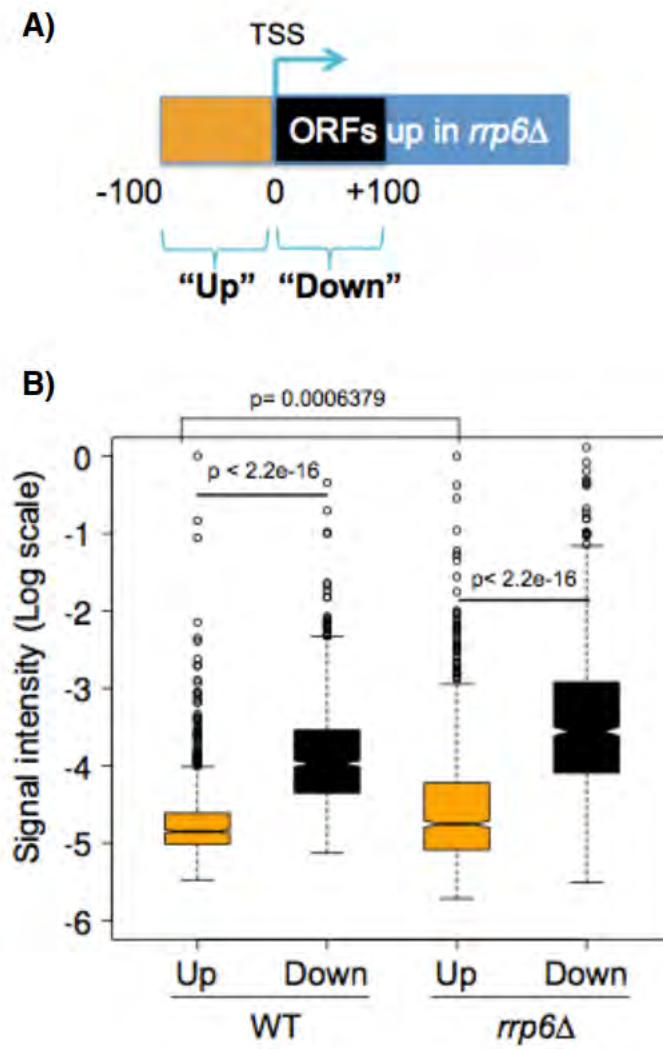 A)
TSS
ORFs up in rrp6Δ
-100 0 +100
“Up” “Down”
B)
p= 0.0006379
p < 2.2e-16
p< 2.2e-16
Signal intensity (Log scale)
0
-1
-2
-3
-4
-5
-6
Up Down Up Down
WT rrp6Δ